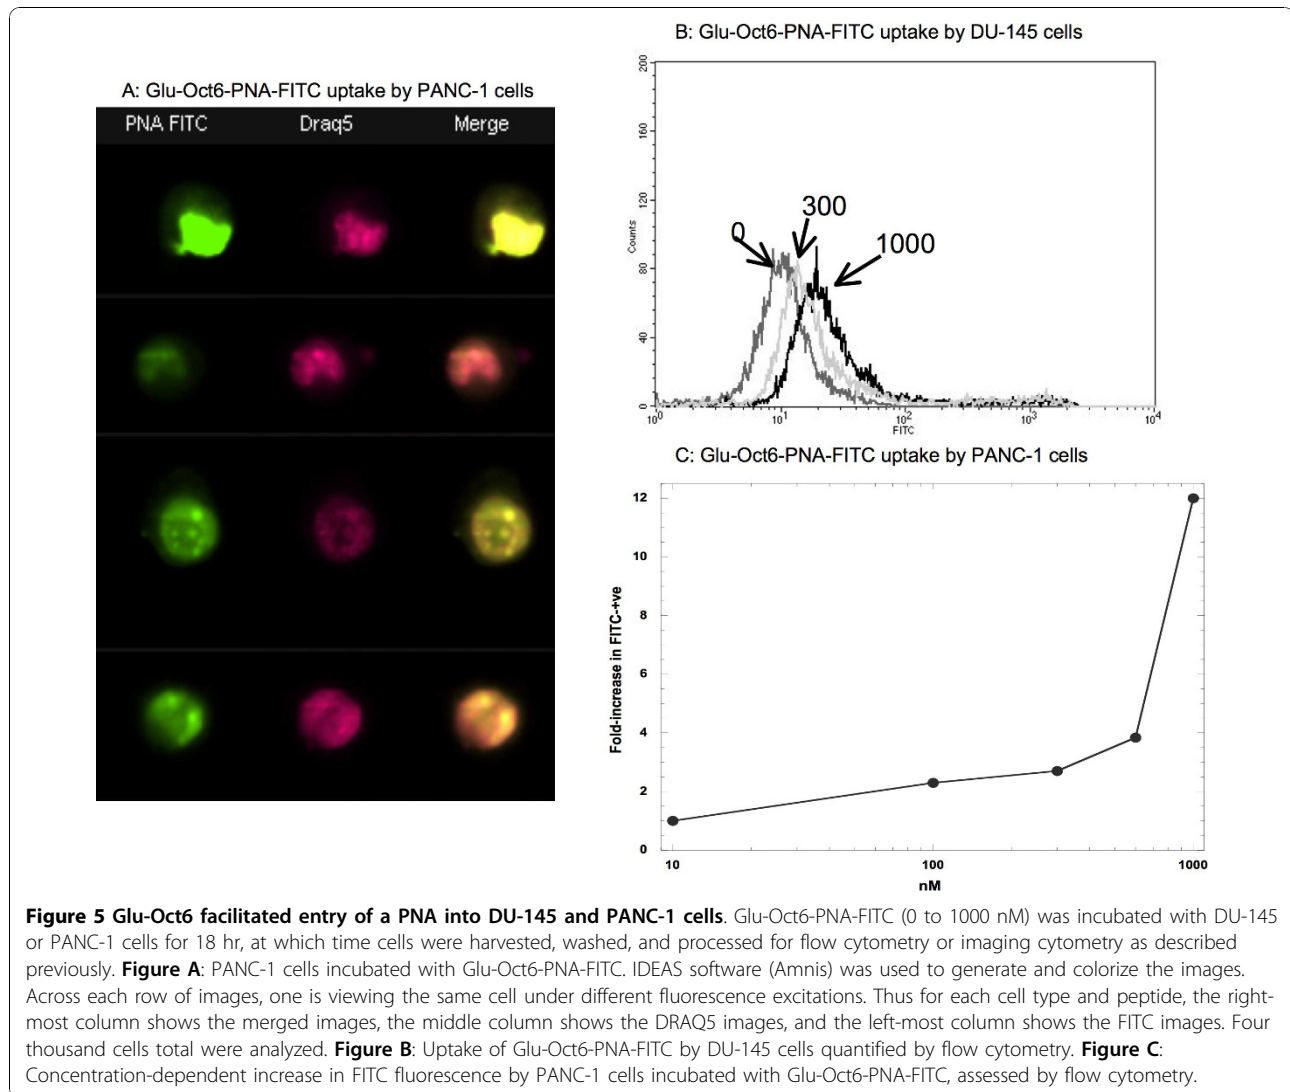 A: Glu-Oct6-PNA-FITC uptake by PANC-1 cells
PNA FITC Draq5 Merge
B: Glu-Oct6-PNA-FITC uptake by DU-145 cells
200
160
120
80
40
0
Counts
0
300
1000
10⁰ 10¹ 10² 10³ 10⁴
FITC
C: Glu-Oct6-PNA-FITC uptake by PANC-1 cells
12
10
8
6
4
2
0
Fold-increase in FITC-+ve
10 100 1000
nM
Figure 5 Glu-Oct6 facilitated entry of a PNA into DU-145 and PANC-1 cells. Glu-Oct6-PNA-FITC (0 to 1000 nM) was incubated with DU-145
or PANC-1 cells for 18 hr, at which time cells were harvested, washed, and processed for flow cytometry or imaging cytometry as described
previously. Figure A: PANC-1 cells incubated with Glu-Oct6-PNA-FITC. IDEAS software (Amnis) was used to generate and colorize the images.
Across each row of images, one is viewing the same cell under different fluorescence excitations. Thus for each cell type and peptide, the right-
most column shows the merged images, the middle column shows the DRAQ5 images, and the left-most column shows the FITC images. Four
thousand cells total were analyzed. Figure B: Uptake of Glu-Oct6-PNA-FITC by DU-145 cells quantified by flow cytometry. Figure C:
Concentration-dependent increase in FITC fluorescence by PANC-1 cells incubated with Glu-Oct6-PNA-FITC, assessed by flow cytometry.